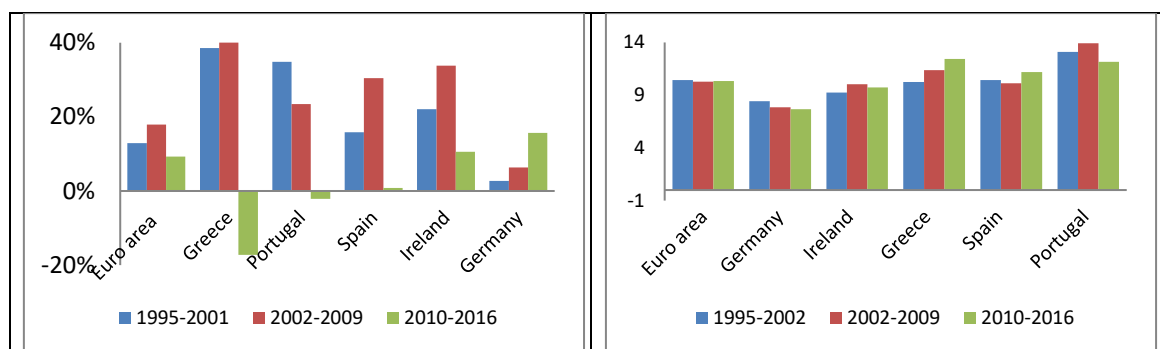 40%
20%
0%
-20%
Euro area
Greece
Portugal
Spain
Ireland
Germany
1995-2001 2002-2009 2010-2016
14
9
4
-1
Euro area
Germany
Ireland
Greece
Spain
Portugal
1995-2002 2002-2009 2010-2016